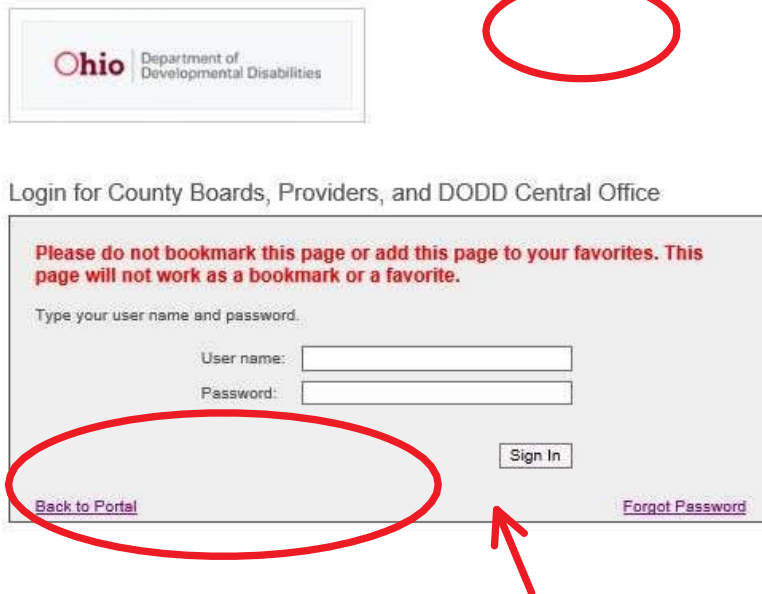 Ohio
Department of
Developmental Disabilities
Login for County Boards, Providers, and DODD Central Office
Please do not bookmark this page or add this page to your favorites. This
page will not work as a bookmark or a favorite.
Type your user name and password.
User name:
Password:
Sign In
Back to Portal
Forgot Password